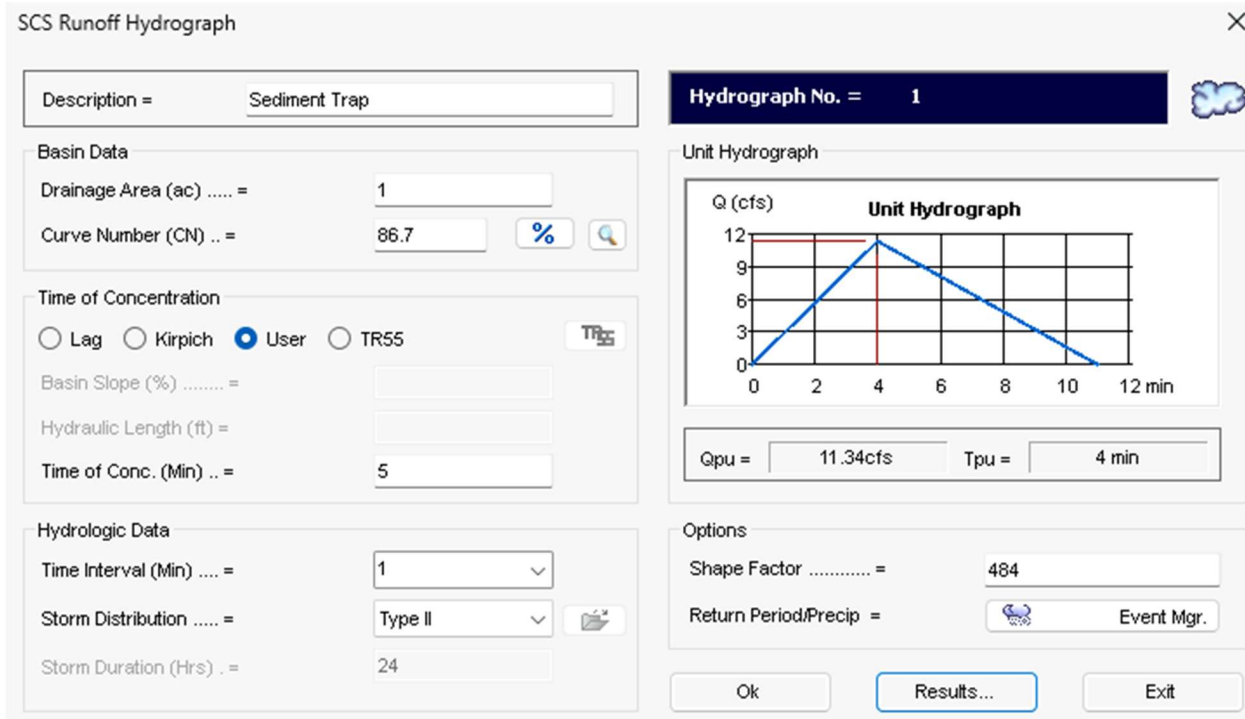 SCS Runoff Hydrograph
Description = Sediment Trap
Hydrograph No. = 1
Basin Data
Drainage Area (ac) ..... = 1
Curve Number (CN) .. = 86.7 %
Time of Concentration
Lag Kirpich User TR55 TR55
Basin Slope (%) ........ =
Hydraulic Length (ft) =
Time of Conc. (Min) .. = 5
Hydrologic Data
Time Interval (Min) .... = 1
Storm Distribution ..... = Type II
Storm Duration (Hrs) . = 24
Unit Hydrograph
Q (cfs) Unit Hydrograph
12
9
6
3
0
0 2 4 6 8 10 12 min
Qpu = 11.34cfs Tpu = 4 min
Options
Shape Factor ............ = 484
Return Period/Precip = Event Mgr.
Ok Results... Exit